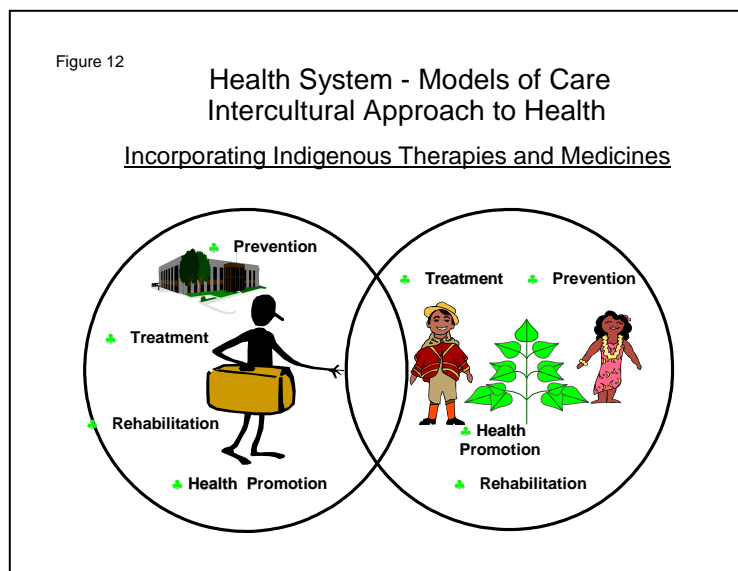 Figure 12
Health System - Models of Care
Intercultural Approach to Health
Incorporating Indigenous Therapies and Medicines
Prevention
Treatment
Rehabilitation
Health Promotion
Treatment
Prevention
Health
Promotion
Rehabilitation